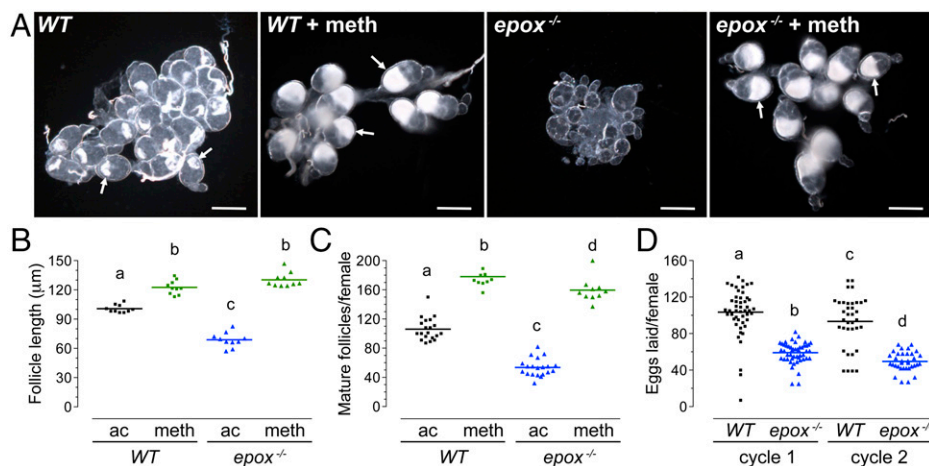 A
WT
WT + meth
epox-/-
epox-/- + meth
B
C
D
Follicle length (µm)
150
120
90
60
30
0
a
b
c
b
ac meth ac meth
WT epox-/-
Mature follicles/female
200
160
120
80
40
0
a
b
c
d
ac meth ac meth
WT epox-/-
Eggs laid/female
160
120
80
40
0
a
b
c
d
WT epox-/- WT epox-/-
cycle 1 cycle 2